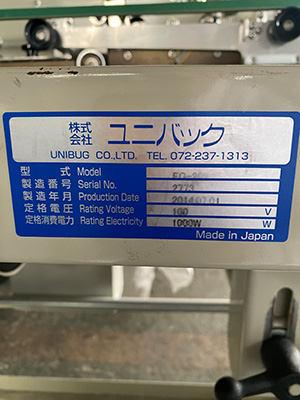 株式会社 ユニバック
UNIBUG CO.,LTD. TEL. 072-237-1313
型式 Model
製造番号 Serial No. 2773
製造年月 Production Date 2014.07.01
定格電圧 Rating Voltage 100 V
定格消費電力 Rating Electricity 1000W W
Made in Japan